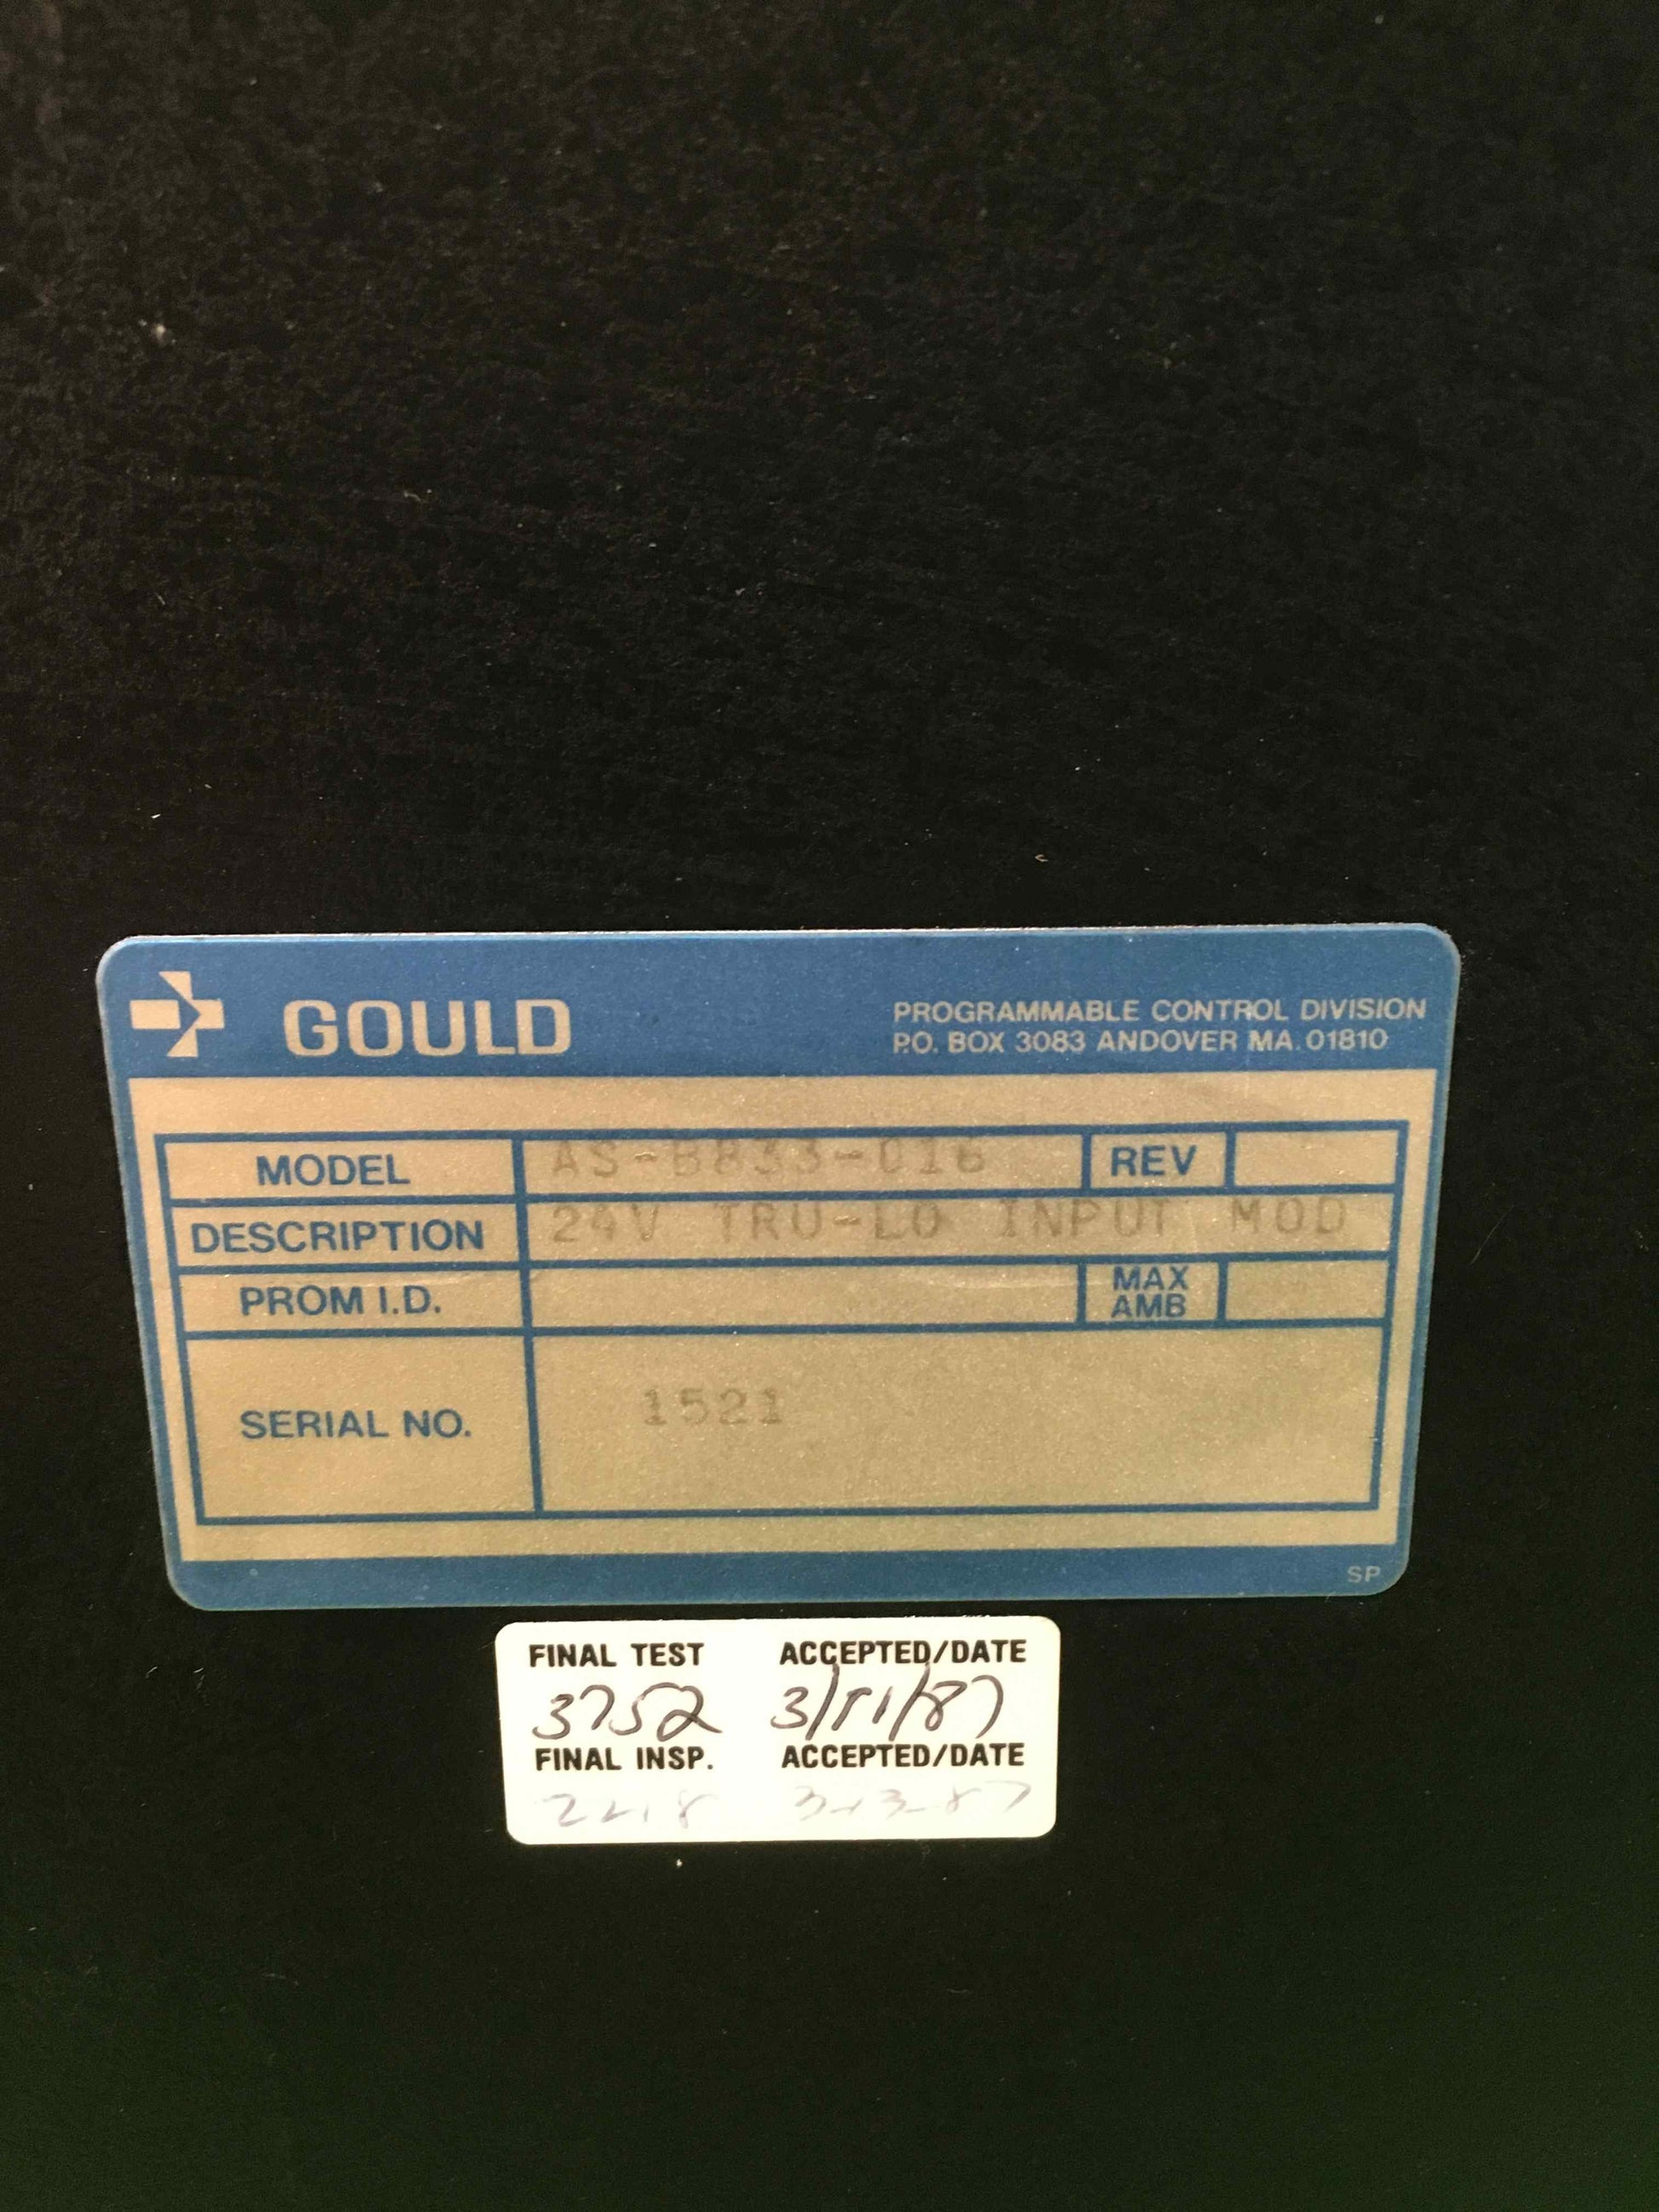 GOULD
PROGRAMMABLE CONTROL DIVISION
P.O. BOX 3083 ANDOVER MA. 01810
MODEL AS-B833-016 REV
DESCRIPTION 24V TRU-LO INPUT MOD
PROM I.D. MAX AMB
SERIAL NO. 1521
SP
FINAL TEST ACCEPTED/DATE
3752 3/11/87
FINAL INSP. ACCEPTED/DATE